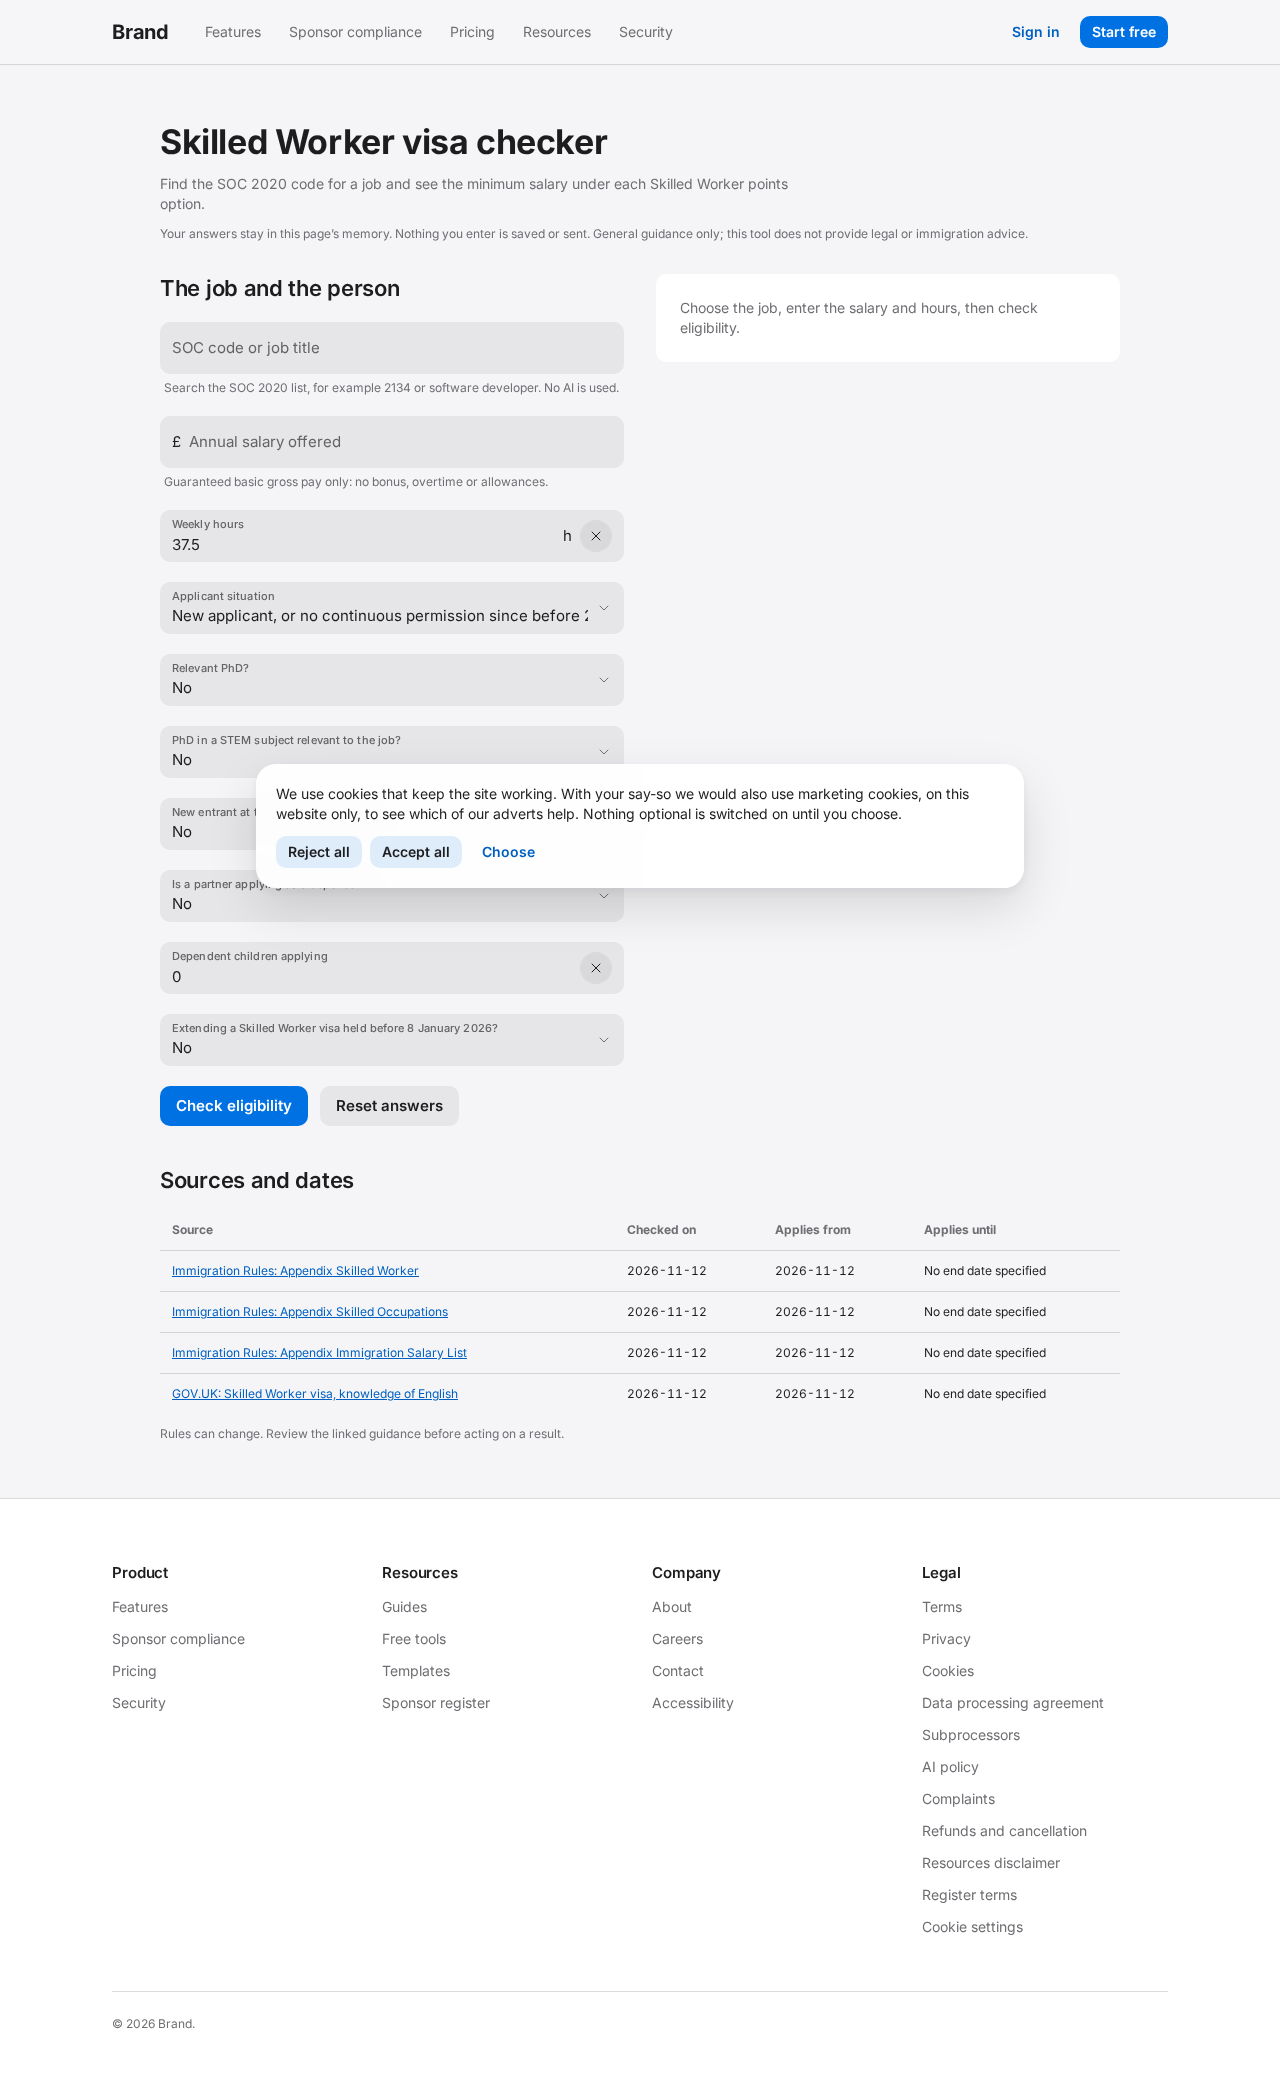 Brand
Features
Sponsor compliance
Pricing
Resources
Security
Sign in
Start free
Skilled Worker visa checker
Find the SOC 2020 code for a job and see the minimum salary under each Skilled Worker points
option.
Your answers stay in this page’s memory. Nothing you enter is saved or sent. General guidance only; this tool does not provide legal or immigration advice.
The job and the person
SOC code or job title
Search the SOC 2020 list, for example 2134 or software developer. No AI is used.
£ Annual salary offered
Guaranteed basic gross pay only: no bonus, overtime or allowances.
Weekly hours
37.5
h
Applicant situation
New applicant, or no continuous permission since before
Relevant PhD?
No
PhD in a STEM subject relevant to the job?
No
New entrant at
No
Is a partner
No
Dependent children applying
0
Extending a Skilled Worker visa held before 8 January 2026?
No
Check eligibility
Reset answers
Choose the job, enter the salary and hours, then check
eligibility.
We use cookies that keep the site working. With your say-so we would also use marketing cookies, on this
website only, to see which of our adverts help. Nothing optional is switched on until you choose.
Reject all
Accept all
Choose
Sources and dates
Source Checked on Applies from Applies until
Immigration Rules: Appendix Skilled Worker 2026-11-12 2026-11-12 No end date specified
Immigration Rules: Appendix Skilled Occupations 2026-11-12 2026-11-12 No end date specified
Immigration Rules: Appendix Immigration Salary List 2026-11-12 2026-11-12 No end date specified
GOV.UK: Skilled Worker visa, knowledge of English 2026-11-12 2026-11-12 No end date specified
Rules can change. Review the linked guidance before acting on a result.
Product
Features
Sponsor compliance
Pricing
Security
Resources
Guides
Free tools
Templates
Sponsor register
Company
About
Careers
Contact
Accessibility
Legal
Terms
Privacy
Cookies
Data processing agreement
Subprocessors
AI policy
Complaints
Refunds and cancellation
Resources disclaimer
Register terms
Cookie settings
© 2026 Brand.